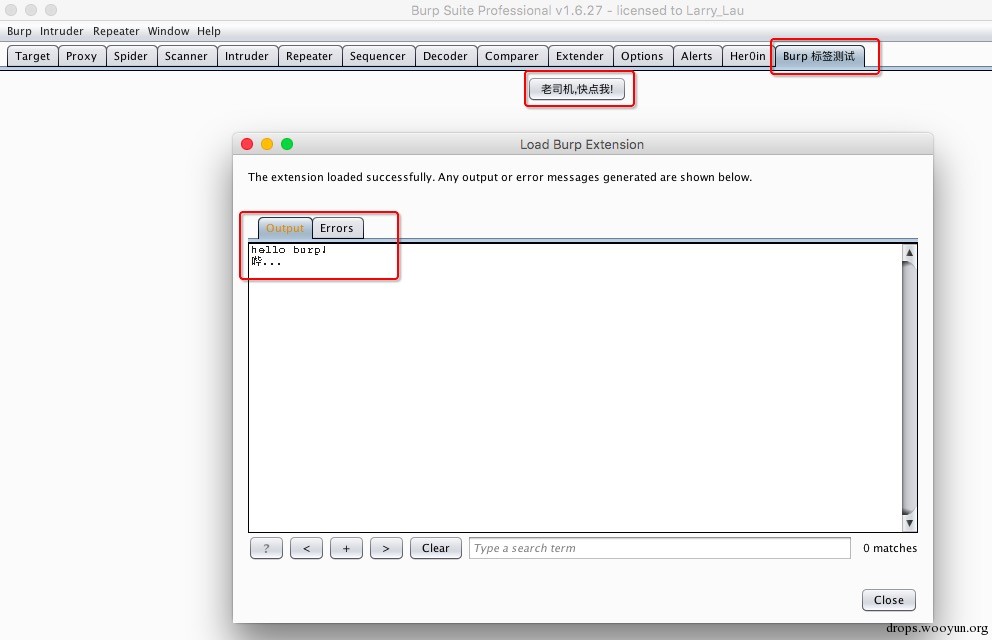 Burp Suite Professional v1.6.27 - licensed to Larry_Lau
Burp Intruder Repeater Window Help
Target Proxy Spider Scanner Intruder Repeater Sequencer Decoder Comparer Extender Options Alerts Her0in Burp 标签测试
老司机,快点我!
Load Burp Extension
The extension loaded successfully. Any output or error messages generated are shown below.
Output Errors
hello burp!
哗...
? < + > Clear Type a search term 0 matches
Close
drops.wooyun.org